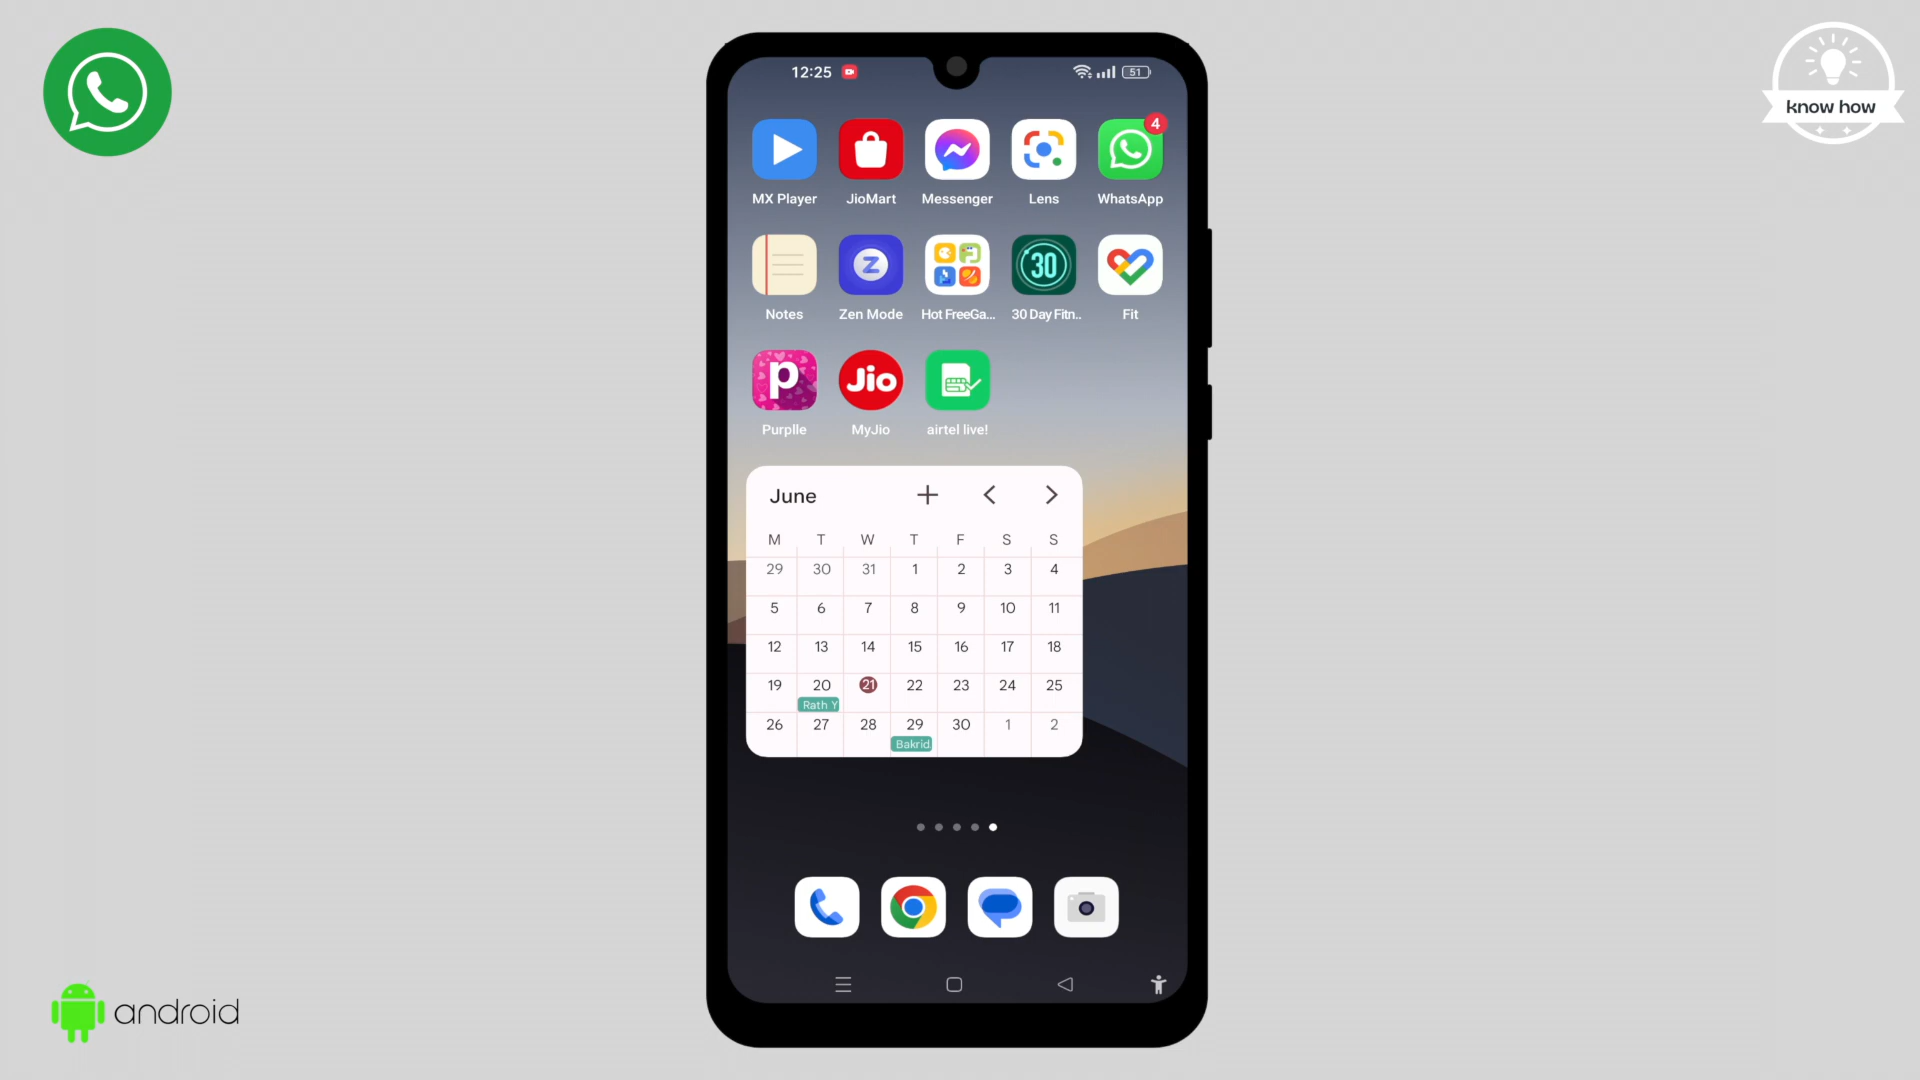 know how
12:25
51
4
MX Player JioMart Messenger Lens WhatsApp
30
Notes Zen Mode Hot FreeGa... 30 Day Fitn.. Fit
p Jio
Purplle MyJio airtel live!
June
M T W T F S S
29 30 31 1 2 3 4
5 6 7 8 9 10 11
12 13 14 15 16 17 18
19 20 21 22 23 24 25
Rath Y
26 27 28 29 30 1 2
Bakrid
android